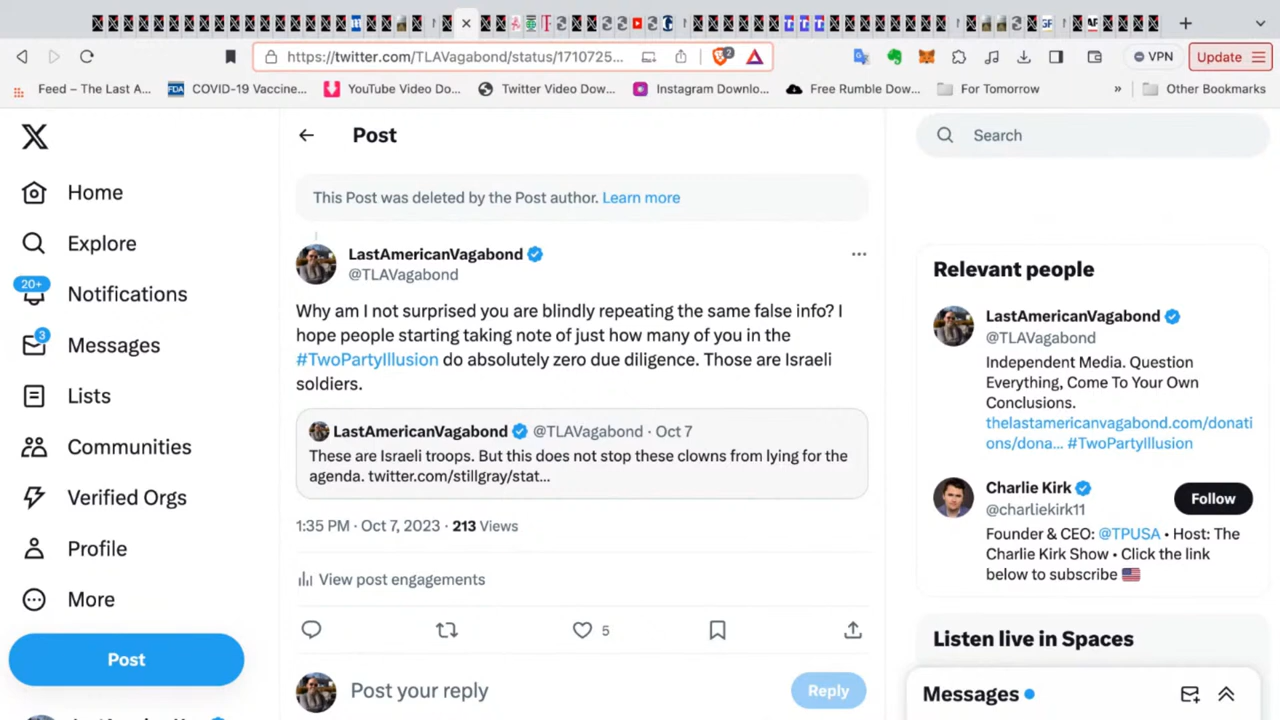 https://twitter.com/TLAVagabond/status/1710725...
2
VPN
Update
Feed – The Last A...
FDA
COVID-19 Vaccine...
YouTube Video Do...
Twitter Video Dow...
Instagram Downlo...
Free Rumble Dow...
For Tomorrow
»
Other Bookmarks
Home
Explore
20+
Notifications
3
Messages
Lists
Communities
Verified Orgs
Profile
More
Post
Post
This Post was deleted by the Post author. Learn more
LastAmericanVagabond
@TLAVagabond
Why am I not surprised you are blindly repeating the same false info? I
hope people starting taking note of just how many of you in the
#TwoPartyIllusion do absolutely zero due diligence. Those are Israeli
soldiers.
LastAmericanVagabond @TLAVagabond · Oct 7
These are Israeli troops. But this does not stop these clowns from lying for the
agenda. twitter.com/stillgray/stat...
1:35 PM · Oct 7, 2023 · 213 Views
View post engagements
5
Post your reply
Reply
Search
Relevant people
LastAmericanVagabond
@TLAVagabond
Independent Media. Question
Everything, Come To Your Own
Conclusions.
thelastamericanvagabond.com/donati
ons/dona... #TwoPartyIllusion
Charlie Kirk
@charliekirk11
Follow
Founder & CEO: @TPUSA • Host: The
Charlie Kirk Show • Click the link
below to subscribe
Listen live in Spaces
Messages